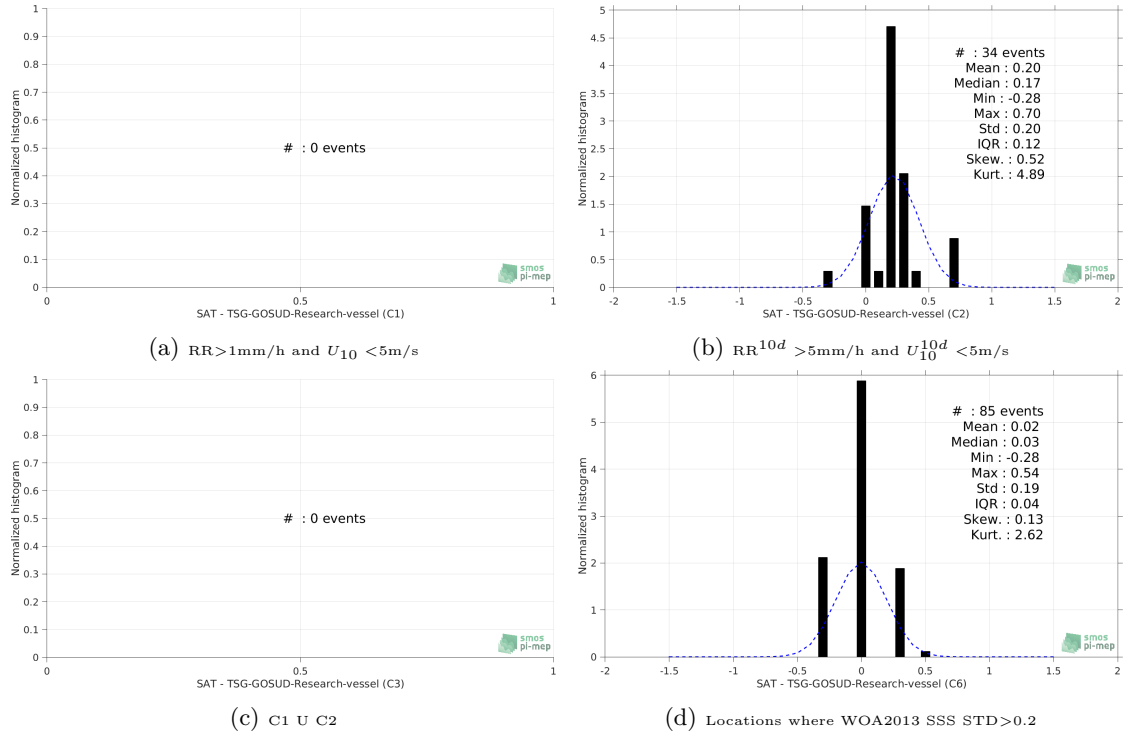 1
0.9
0.8
0.7
0.6
0.5
0.4
0.3
0.2
0.1
0
0 0.5 1
Normalized histogram
# : 0 events
smos
pi-mep
SAT - TSG-GOSUD-Research-vessel (C1)
(a) RR>1mm/h and U10 <5m/s
5
4.5
4
3.5
3
2.5
2
1.5
1
0.5
0
-2 -1.5 -1 -0.5 0 0.5 1 1.5 2
Normalized histogram
# : 34 events
Mean : 0.20
Median : 0.17
Min : -0.28
Max : 0.70
Std : 0.20
IQR : 0.12
Skew. : 0.52
Kurt. : 4.89
smos
pi-mep
SAT - TSG-GOSUD-Research-vessel (C2)
(b) RR^10d >5mm/h and U10^10d <5m/s
1
0.9
0.8
0.7
0.6
0.5
0.4
0.3
0.2
0.1
0
0 0.5 1
Normalized histogram
# : 0 events
smos
pi-mep
SAT - TSG-GOSUD-Research-vessel (C3)
(c) C1 U C2
6
5
4
3
2
1
0
-2 -1.5 -1 -0.5 0 0.5 1 1.5 2
Normalized histogram
# : 85 events
Mean : 0.02
Median : 0.03
Min : -0.28
Max : 0.54
Std : 0.19
IQR : 0.04
Skew. : 0.13
Kurt. : 2.62
smos
pi-mep
SAT - TSG-GOSUD-Research-vessel (C6)
(d) Locations where WOA2013 SSS STD>0.2